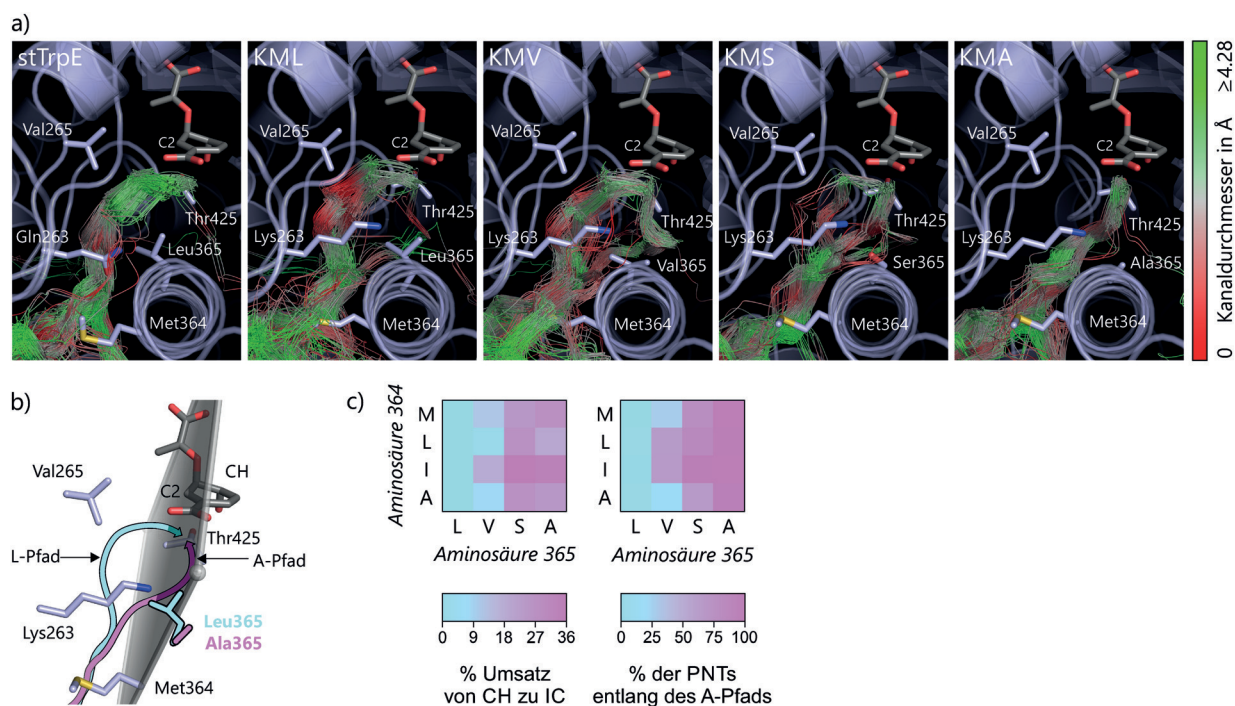 a)
stTrpE
KML
KMV
KMS
KMA
Val265
C2
Thr425
Gln263
Leu365
Met364
Val265
C2
Thr425
Lys263
Leu365
Met364
Val265
C2
Thr425
Lys263
Val365
Met364
Val265
C2
Thr425
Lys263
Ser365
Met364
Val265
C2
Thr425
Lys263
Ala365
Met364
0 Kanaldurchmesser in Å ≥4.28
b)
Val265
CH
C2
Thr425
L-Pfad
A-Pfad
Lys263
Leu365
Ala365
Met364
c)
Aminosäure 364
M
L
I
A
L V S A
Aminosäure 365
0 9 18 27 36
% Umsatz
von CH zu IC
M
L
I
A
L V S A
Aminosäure 365
0 25 50 75 100
% der PNTs
entlang des A-Pfads